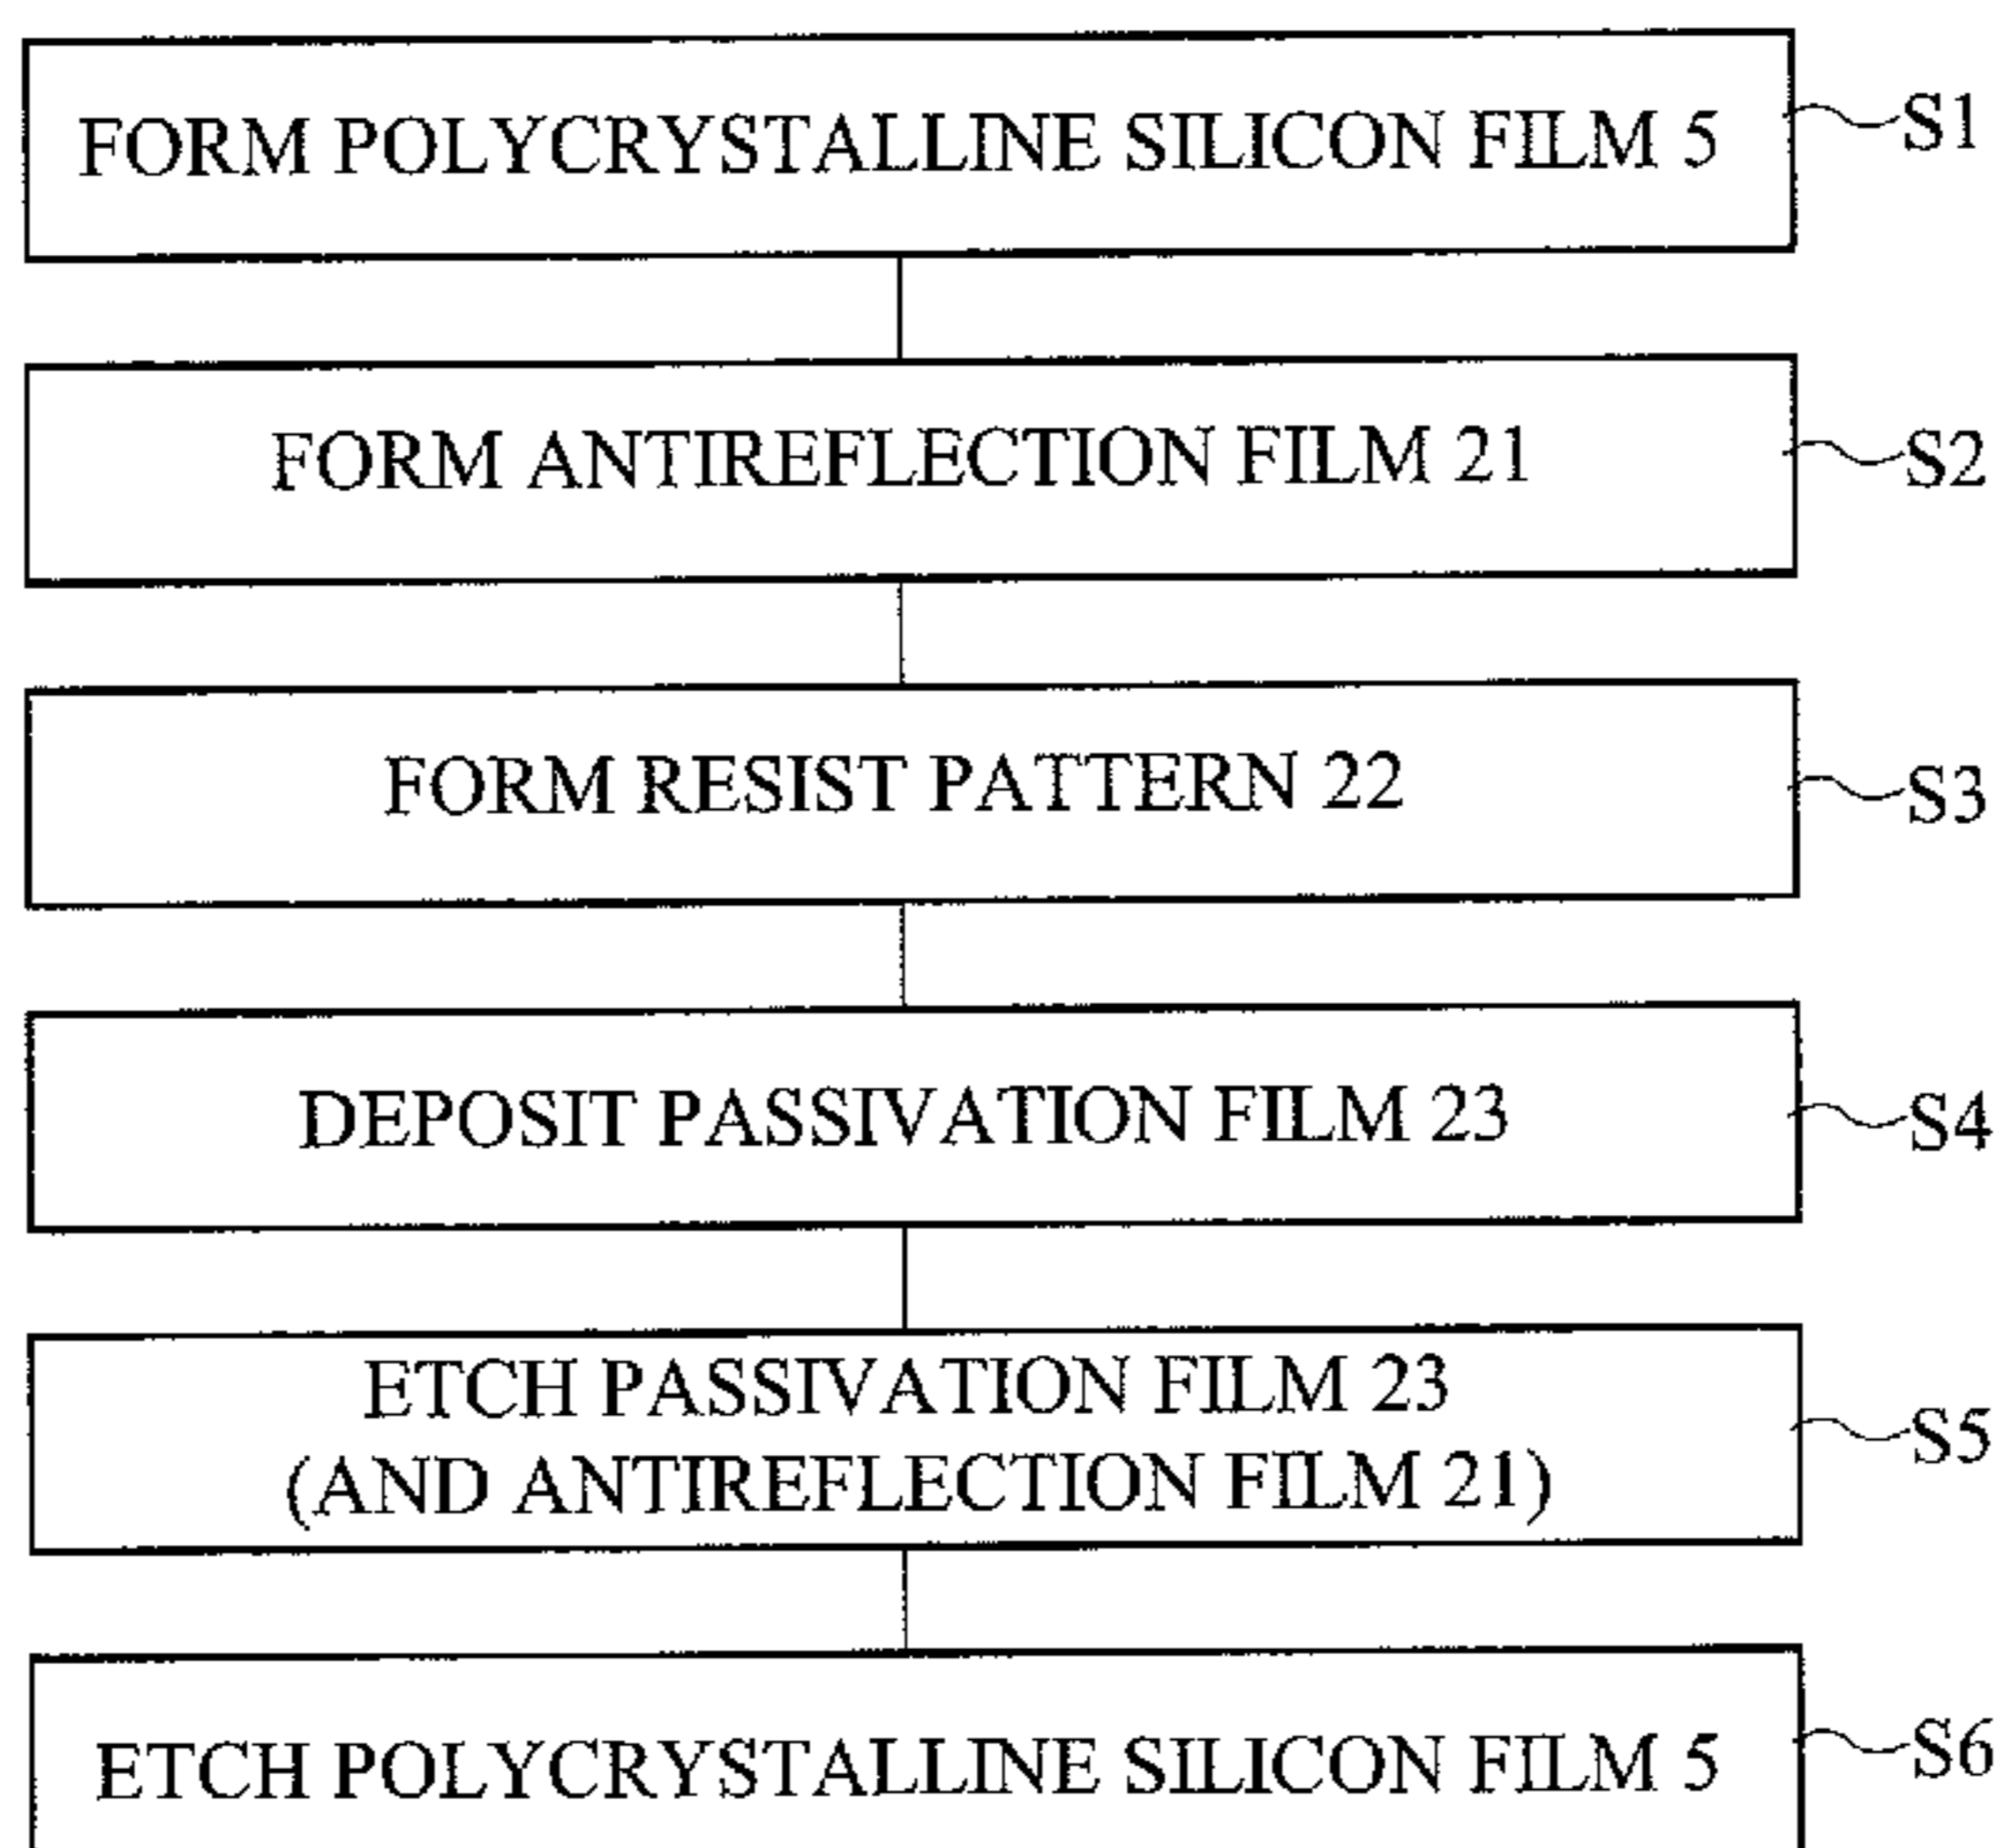 FORM POLYCRYSTALLINE SILICON FILM 5
S1
FORM ANTIREFLECTION FILM 21
S2
FORM RESIST PATTERN 22
S3
DEPOSIT PASSIVATION FILM 23
S4
ETCH PASSIVATION FILM 23
(AND ANTIREFLECTION FILM 21)
S5
ETCH POLYCRYSTALLINE SILICON FILM 5
S6